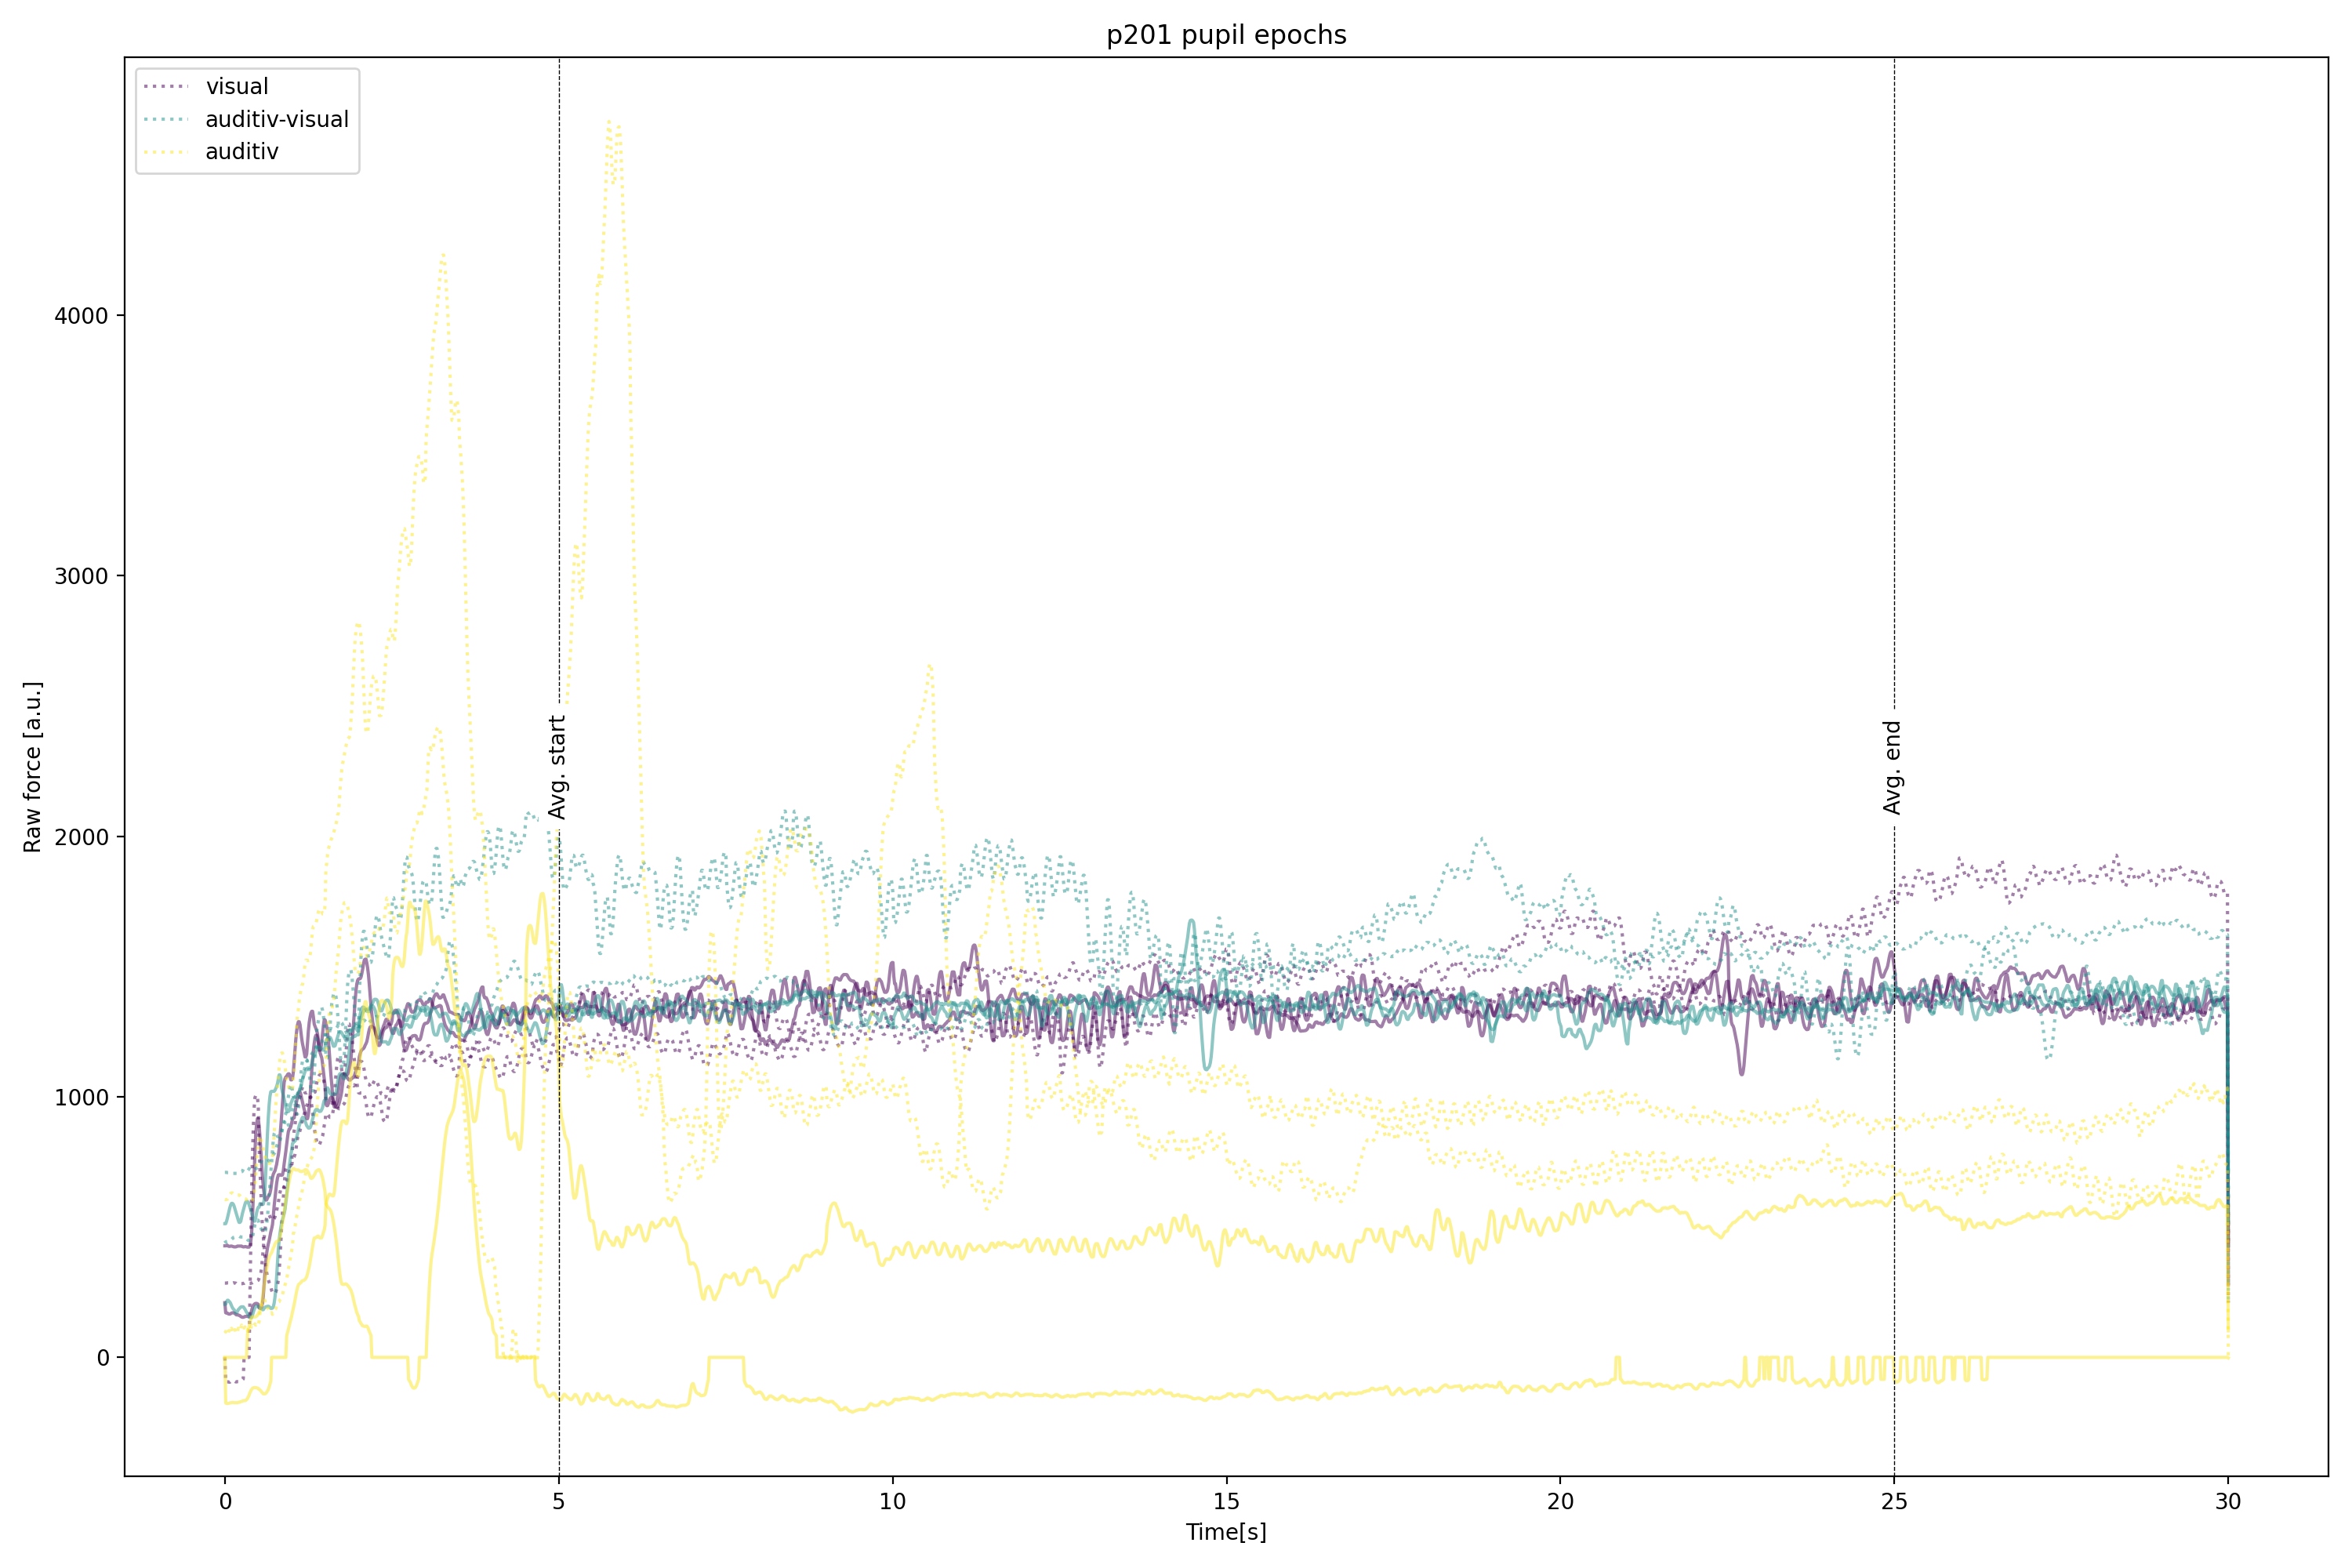 p201 pupil epochs
visual
auditiv-visual
auditiv
4000
3000
2000
1000
0
Raw force [a.u.]
Avg. start
Avg. end
0 5 10 15 20 25 30
Time[s]